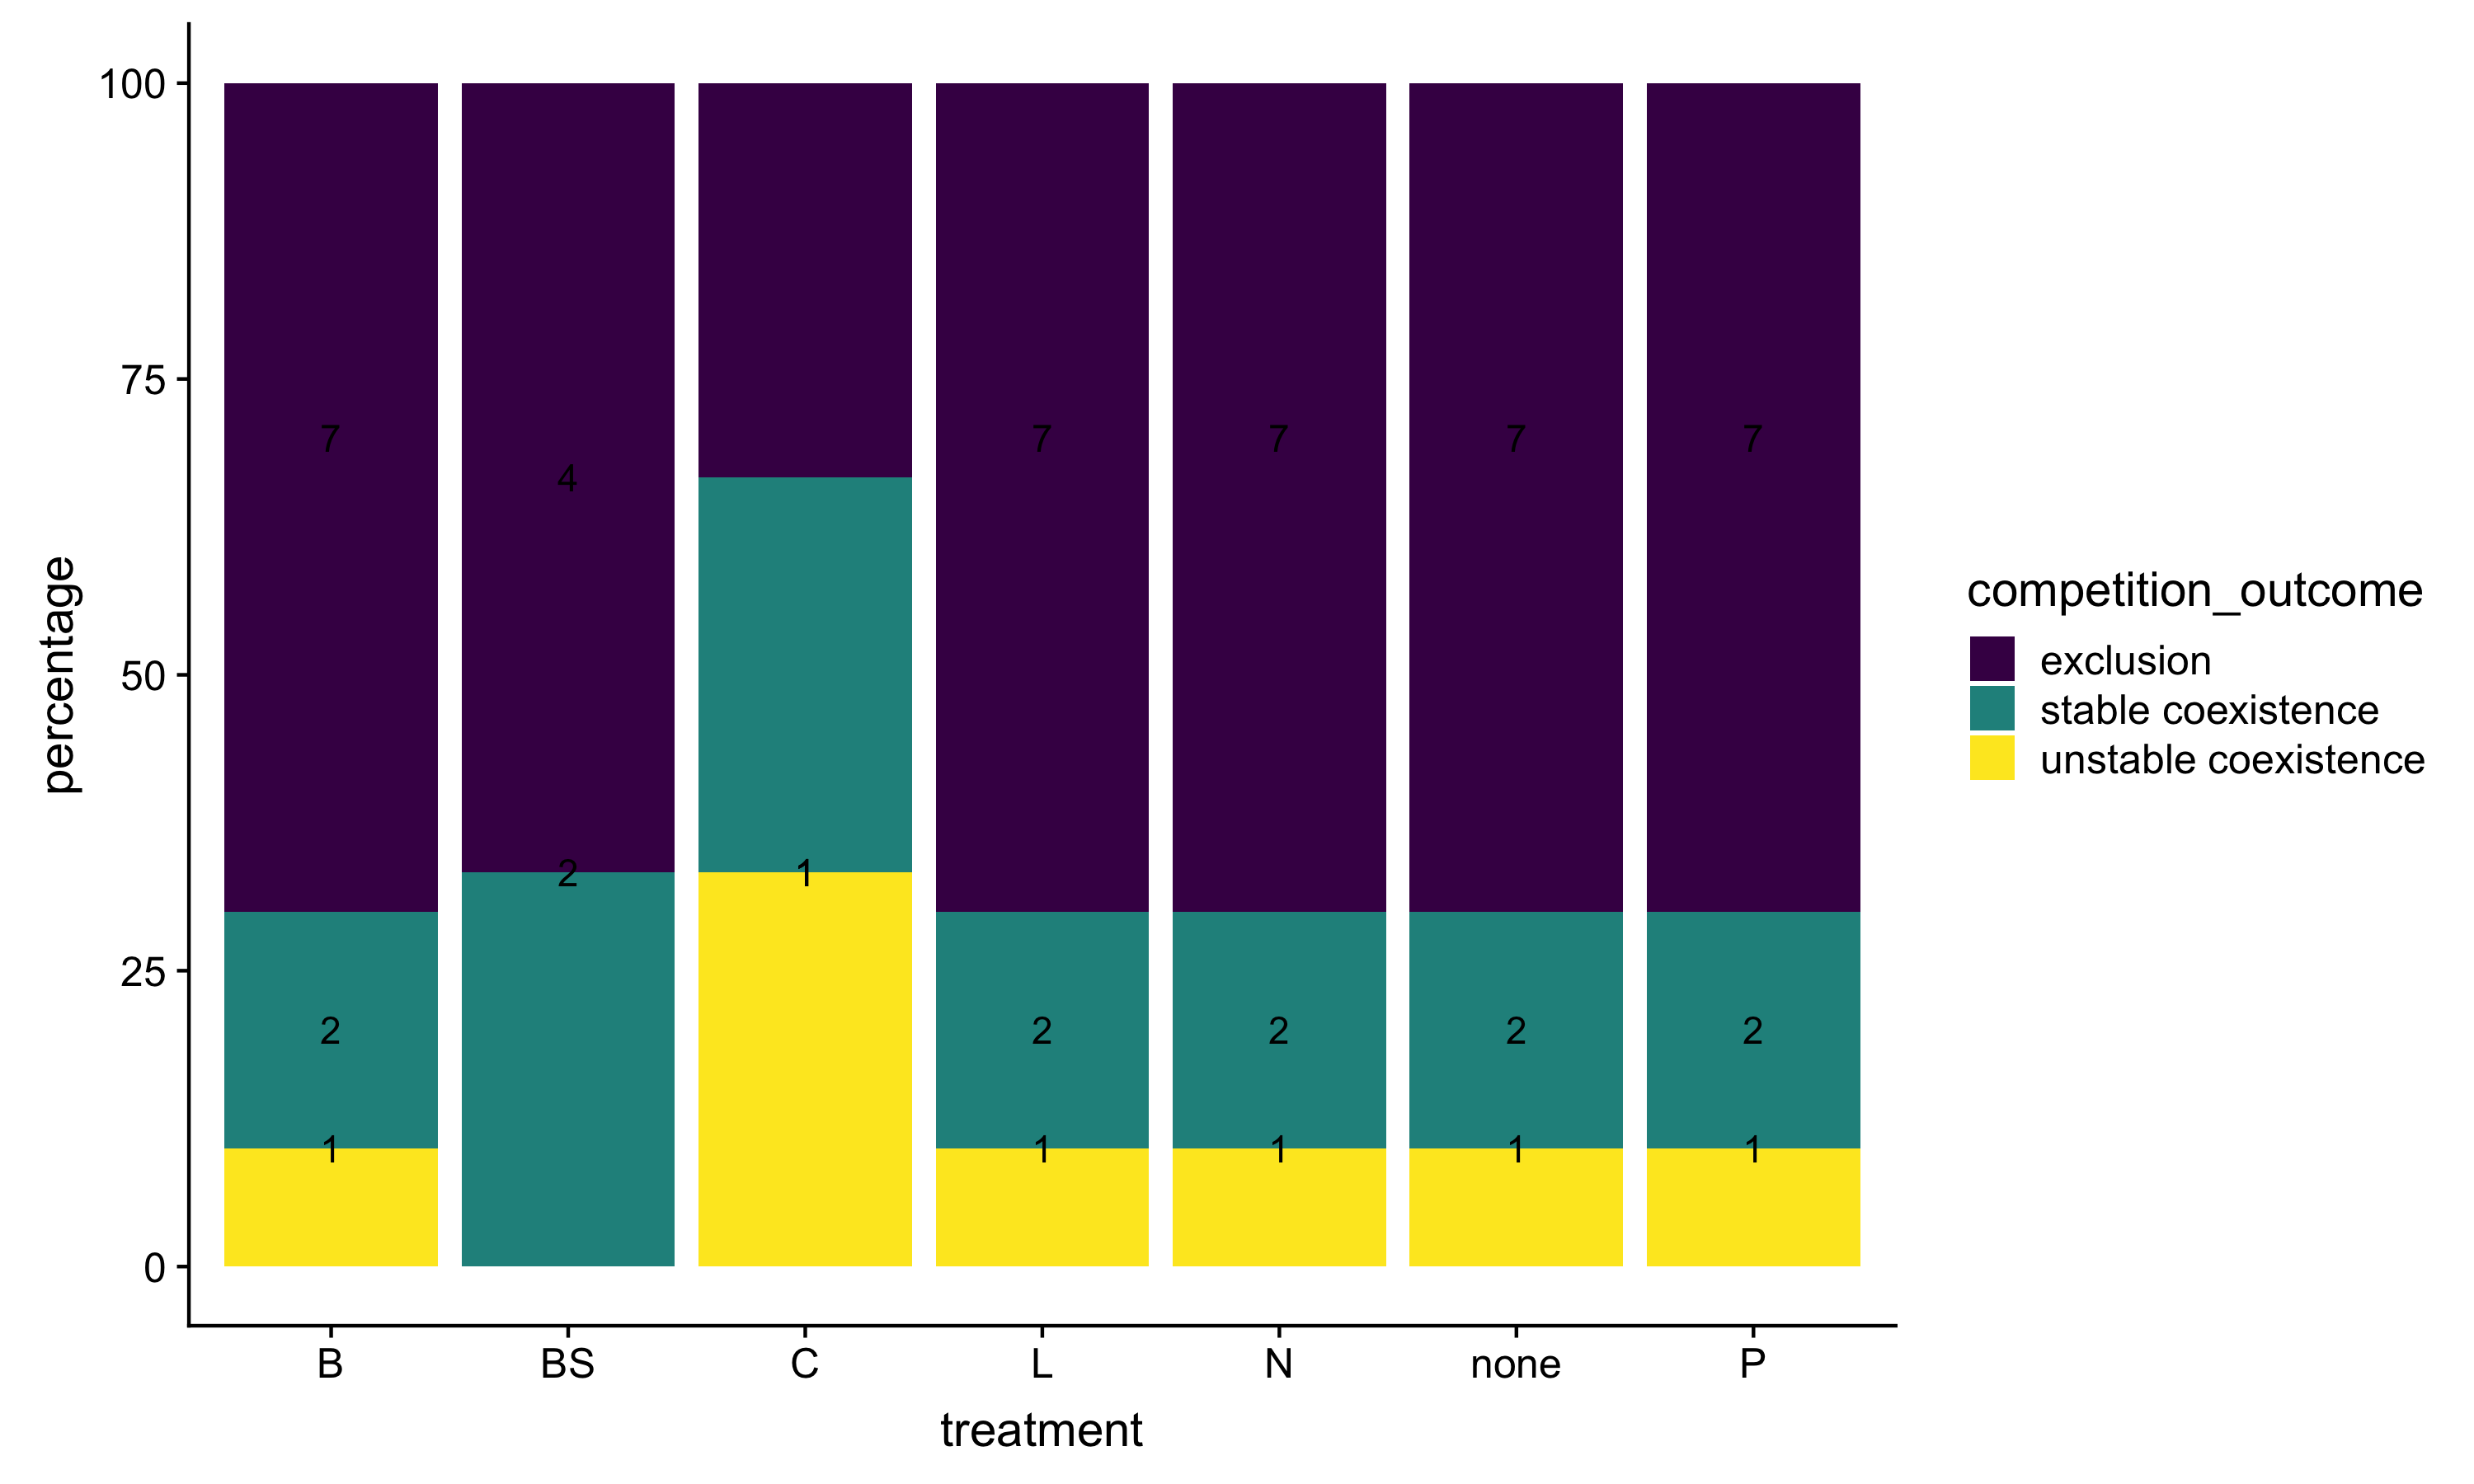 100
75
50
25
0
percentage
7
4
7
7
7
7
2
1
2
2
2
2
2
1
1
1
1
1
B
BS
C
L
N
none
P
treatment
competition_outcome
exclusion
stable coexistence
unstable coexistence